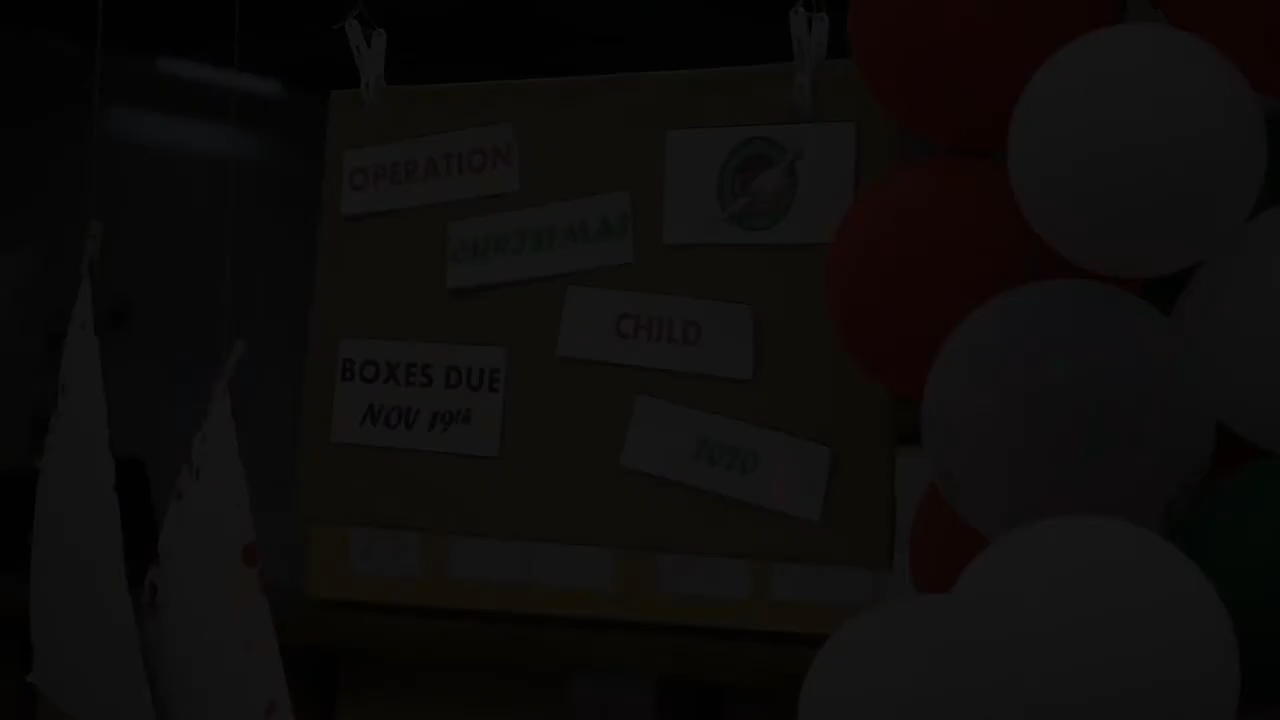 OPERATION
CHRISTMAS
CHILD
BOXES DUE
NOV 19th